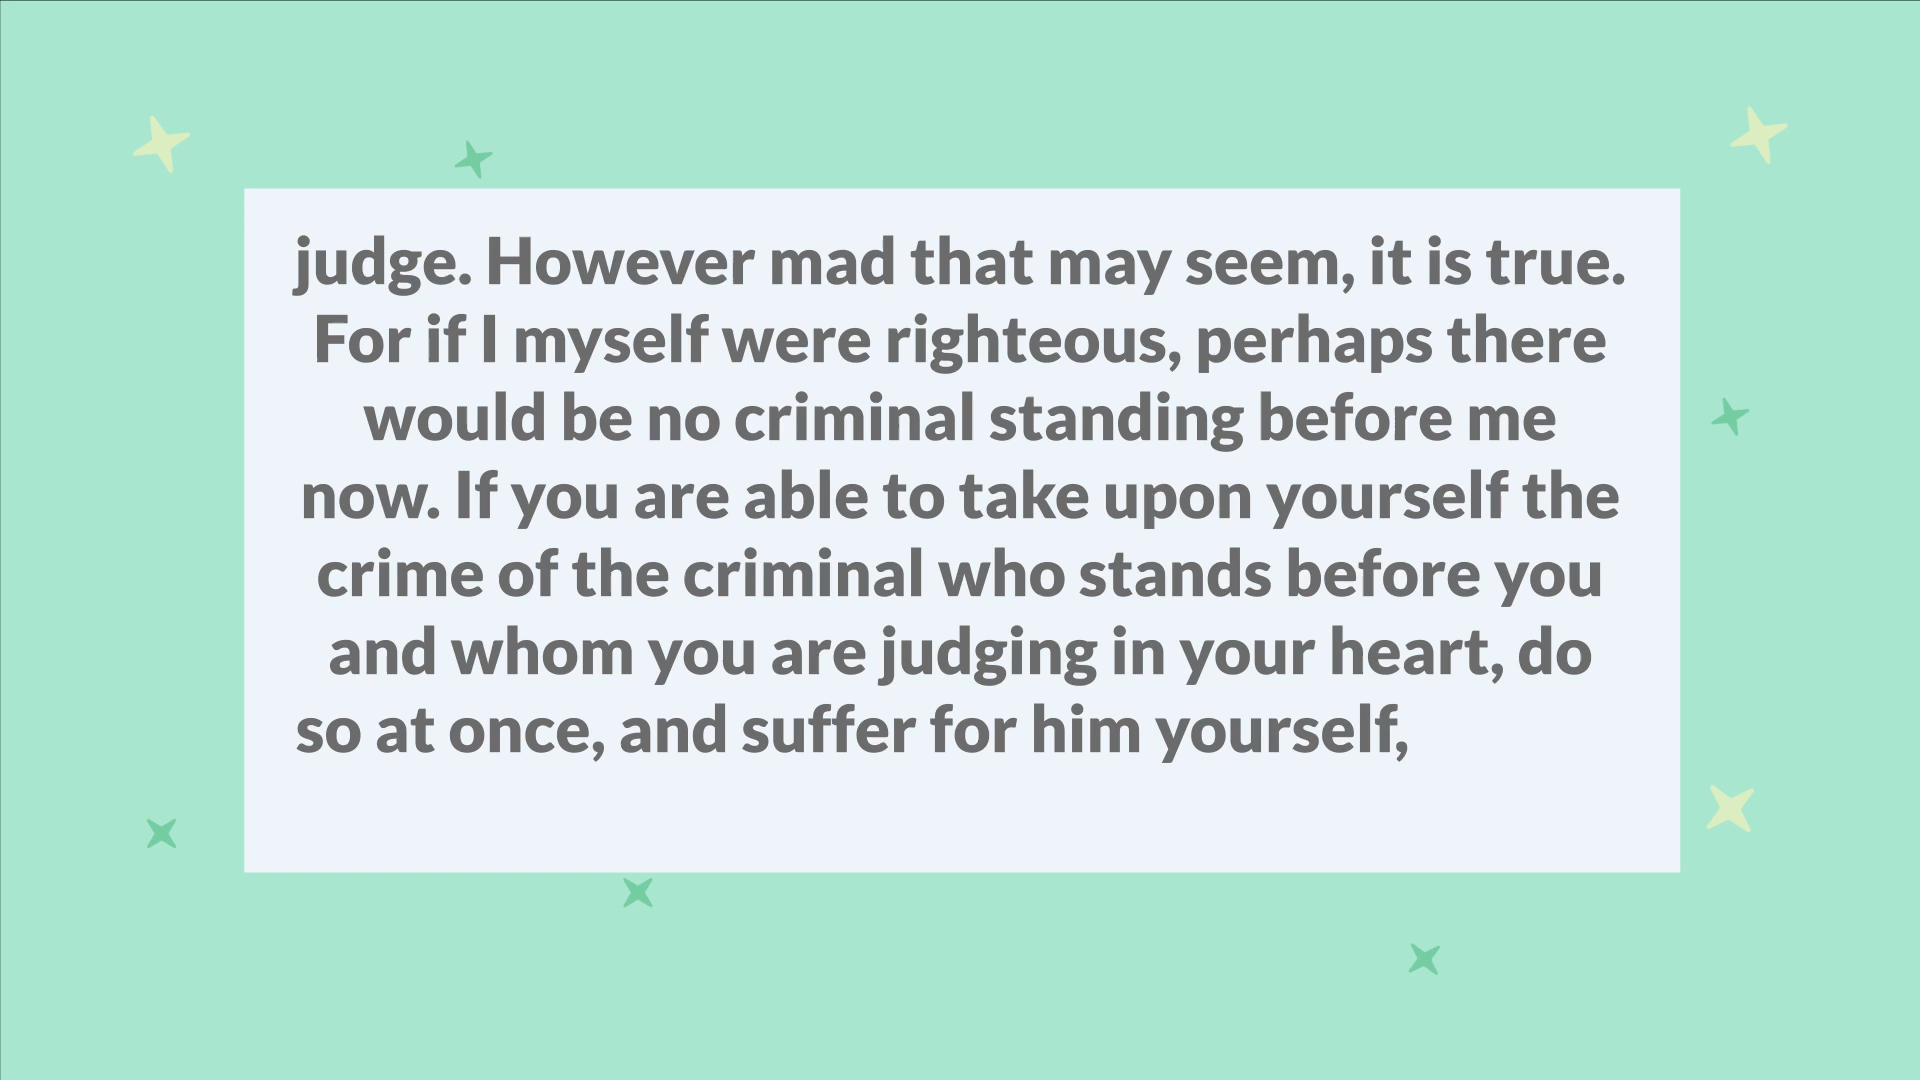 judge. However mad that may seem, it is true.
For if I myself were righteous, perhaps there
would be no criminal standing before me
now. If you are able to take upon yourself the
crime of the criminal who stands before you
and whom you are judging in your heart, do
so at once, and suffer for him yourself,